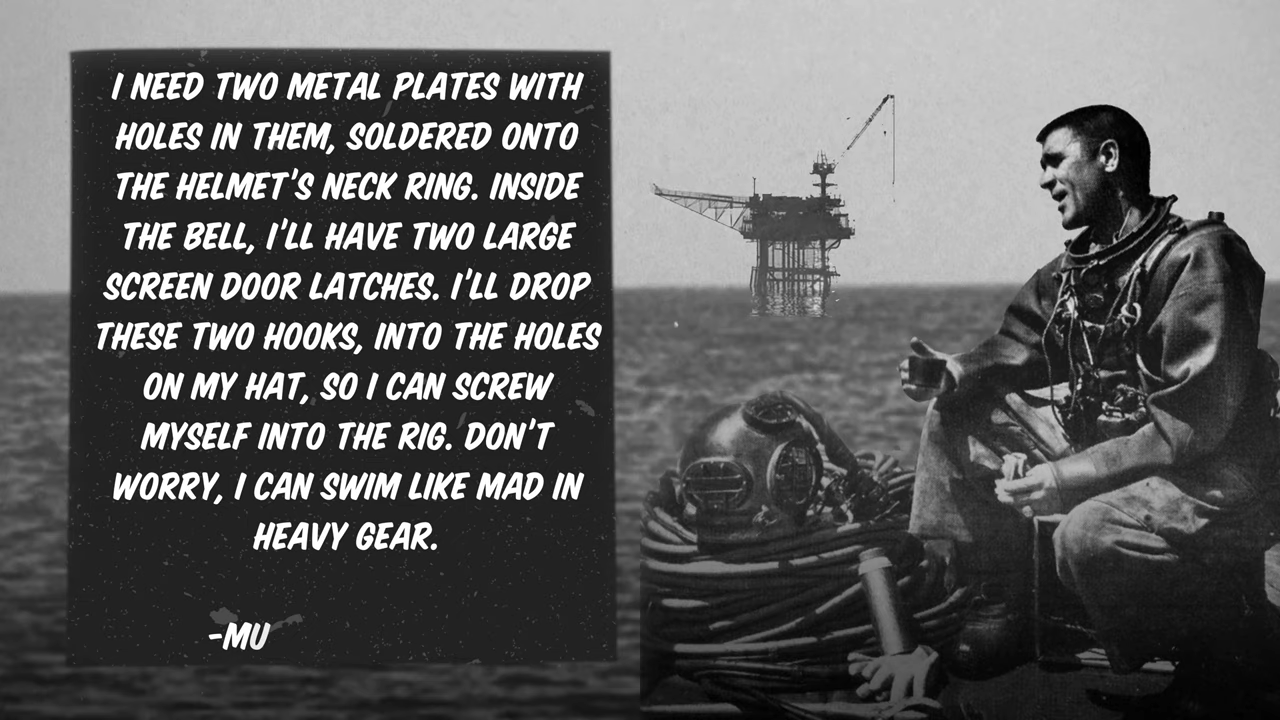 I NEED TWO METAL PLATES WITH
HOLES IN THEM, SOLDERED ONTO
THE HELMET'S NECK RING. INSIDE
THE BELL, I'LL HAVE TWO LARGE
SCREEN DOOR LATCHES. I'LL DROP
THESE TWO HOOKS, INTO THE HOLES
ON MY HAT, SO I CAN SCREW
MYSELF INTO THE RIG. DON'T
WORRY, I CAN SWIM LIKE MAD IN
HEAVY GEAR.
-MU